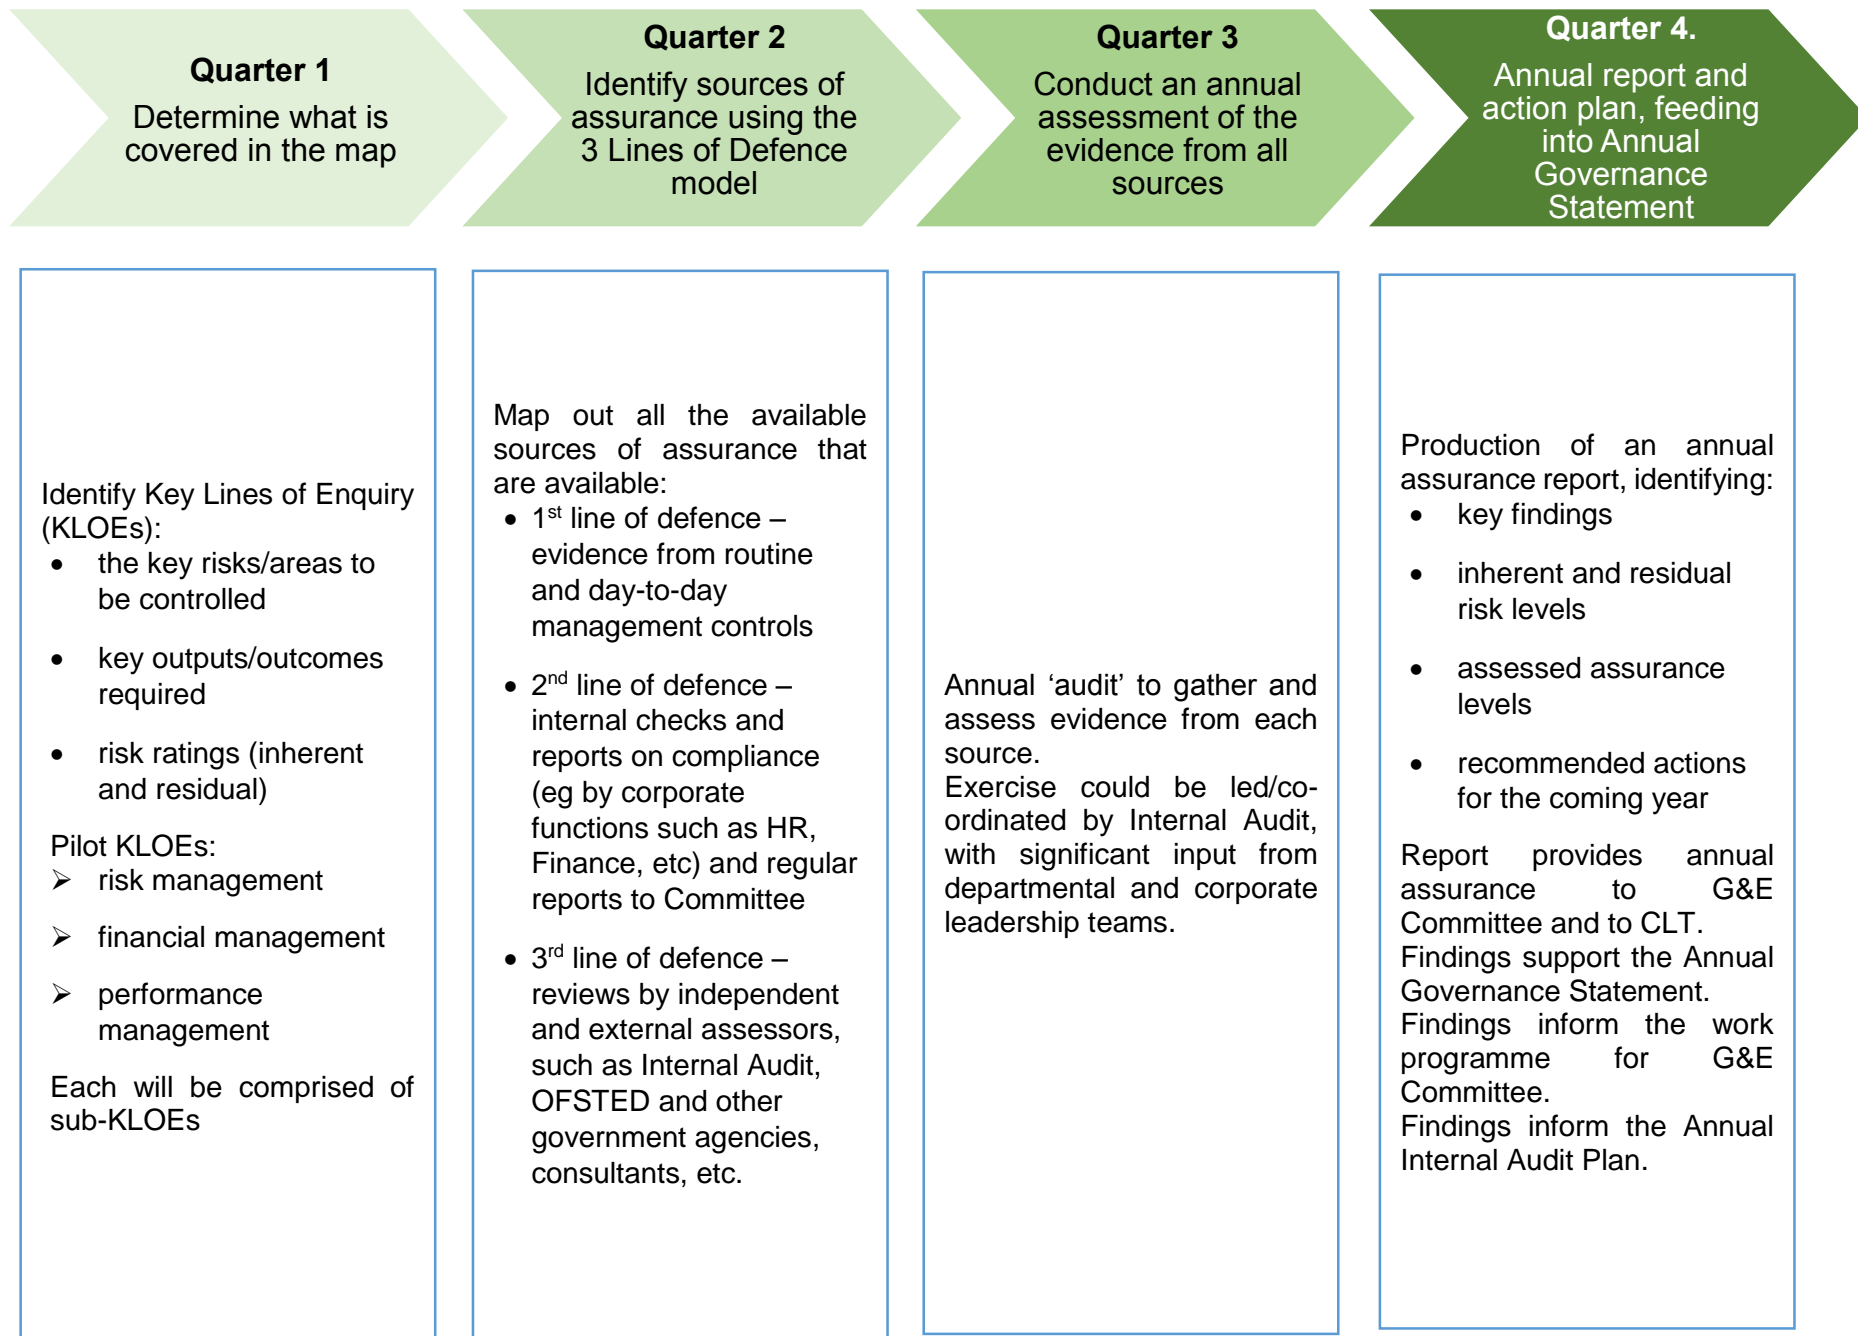 Quarter 1
Determine what is
covered in the map
Quarter 2
Identify sources of
assurance using the
3 Lines of Defence
model
Quarter 3
Conduct an annual
assessment of the
evidence from all
sources
Quarter 4.
Annual report and
action plan, feeding
into Annual
Governance
Statement
Identify Key Lines of Enquiry
(KLOEs):
• the key risks/areas to
be controlled
• key outputs/outcomes
required
• risk ratings (inherent
and residual)
Pilot KLOEs:
➢ risk management
➢ financial management
➢ performance
management
Each will be comprised of
sub-KLOEs
Map out all the available
sources of assurance that
are available:
• 1st line of defence –
evidence from routine
and day-to-day
management controls
• 2nd line of defence –
internal checks and
reports on compliance
(eg by corporate
functions such as HR,
Finance, etc) and regular
reports to Committee
• 3rd line of defence –
reviews by independent
and external assessors,
such as Internal Audit,
OFSTED and other
government agencies,
consultants, etc.
Annual ‘audit’ to gather and
assess evidence from each
source.
Exercise could be led/co-
ordinated by Internal Audit,
with significant input from
departmental and corporate
leadership teams.
Production of an annual
assurance report, identifying:
• key findings
• inherent and residual
risk levels
• assessed assurance
levels
• recommended actions
for the coming year
Report provides annual
assurance to G&E
Committee and to CLT.
Findings support the Annual
Governance Statement.
Findings inform the work
programme for G&E
Committee.
Findings inform the Annual
Internal Audit Plan.